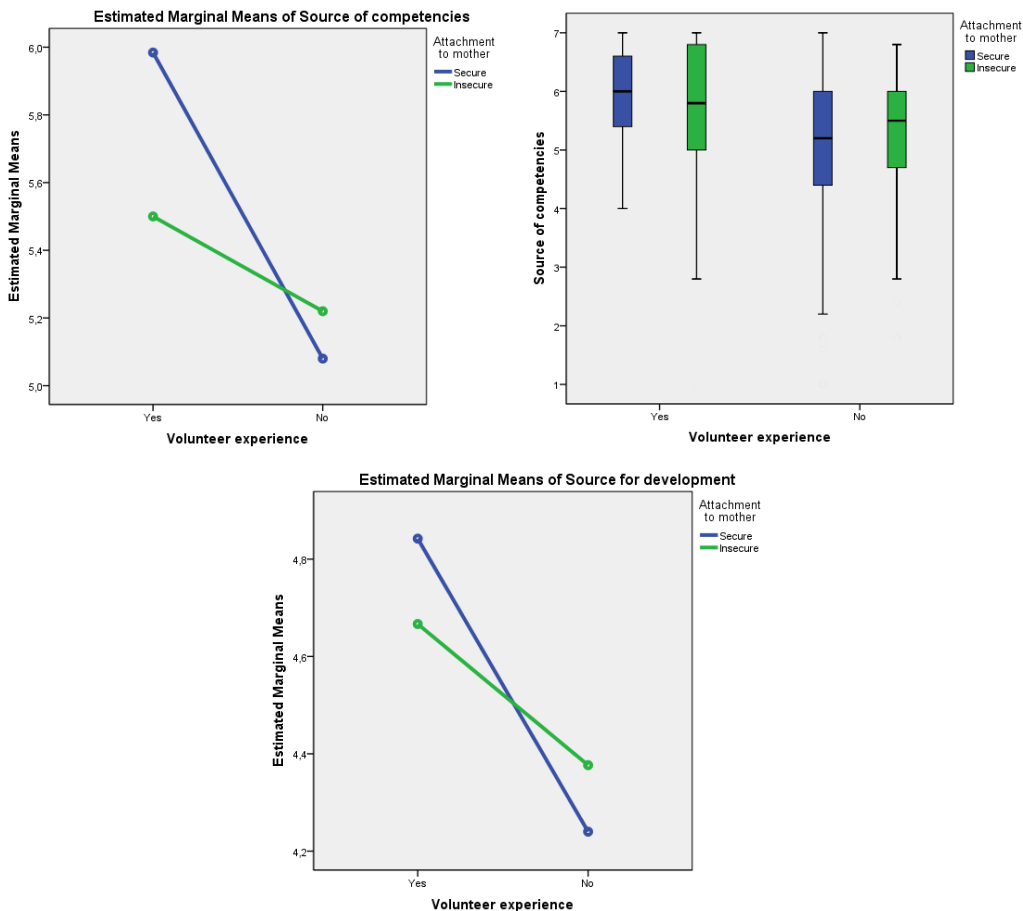 Estimated Marginal Means of Source of competencies
Attachment
to mother
Secure
Insecure
Estimated Marginal Means
6,0
5,8
5,6
5,4
5,2
5,0
Yes
No
Volunteer experience
Attachment
to mother
Secure
Insecure
Source of competencies
7
6
5
4
3
2
1
Yes
No
Volunteer experience
Estimated Marginal Means of Source for development
Attachment
to mother
Secure
Insecure
Estimated Marginal Means
4,8
4,6
4,4
4,2
Yes
No
Volunteer experience